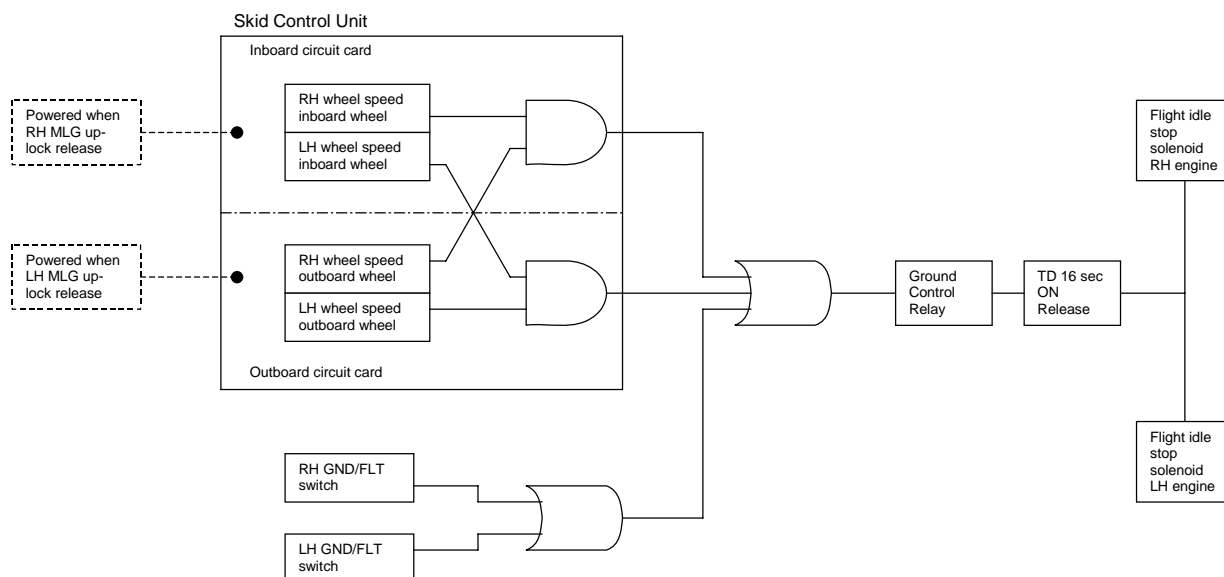 Skid Control Unit
Inboard circuit card
Powered when
RH MLG up-
lock release
RH wheel speed
inboard wheel
LH wheel speed
inboard wheel
Flight idle
stop
solenoid
RH engine
Powered when
LH MLG up-
lock release
RH wheel speed
outboard wheel
LH wheel speed
outboard wheel
Ground
Control
Relay
TD 16 sec
ON
Release
Outboard circuit card
RH GND/FLT
switch
LH GND/FLT
switch
Flight idle
stop
solenoid
LH engine